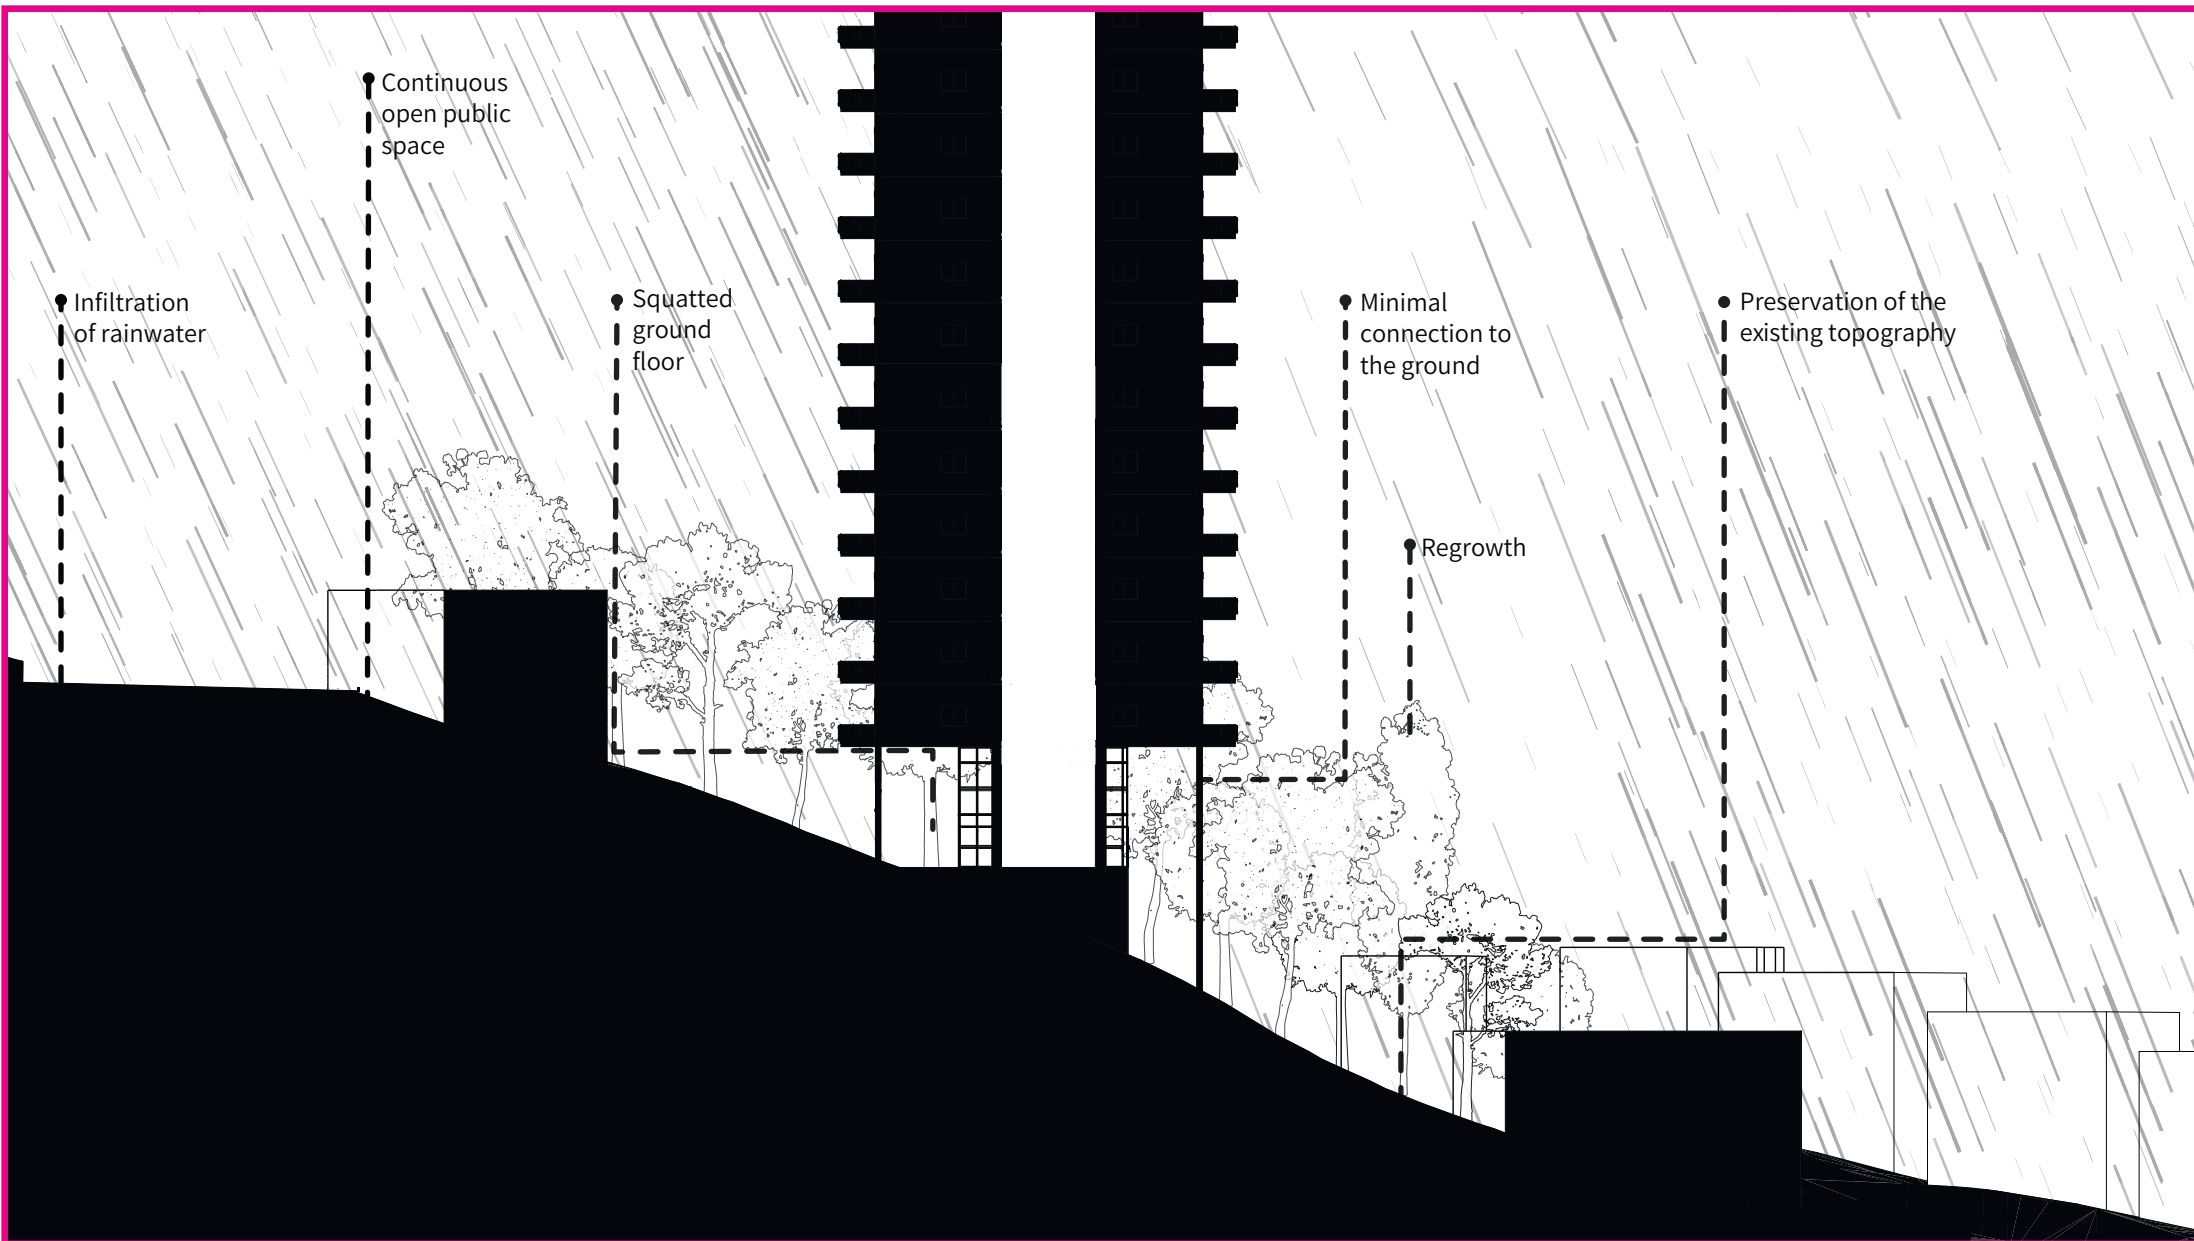 Continuous
open public
space
Infiltration
of rainwater
Squatted
ground
floor
Minimal
connection to
the ground
Preservation of the
existing topography
Regrowth